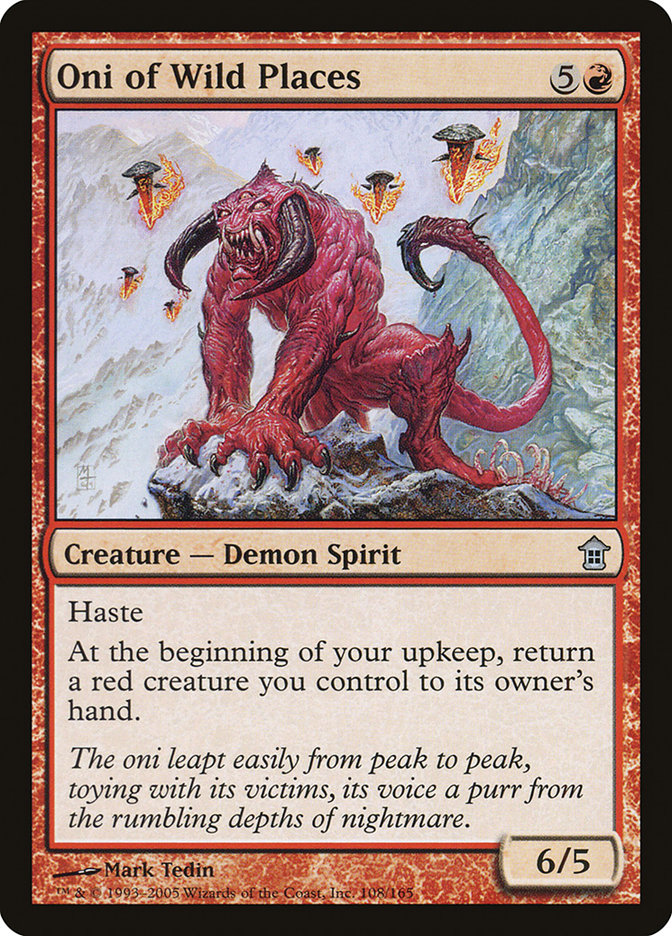 Oni of Wild Places 5
Creature — Demon Spirit
Haste
At the beginning of your upkeep, return
a red creature you control to its owner's
hand.
The oni leapt easily from peak to peak,
toying with its victims, its voice a purr from
the rumbling depths of nightmare.
6/5
Mark Tedin
™ & © 1993–2005 Wizards of the Coast, Inc. 108/165